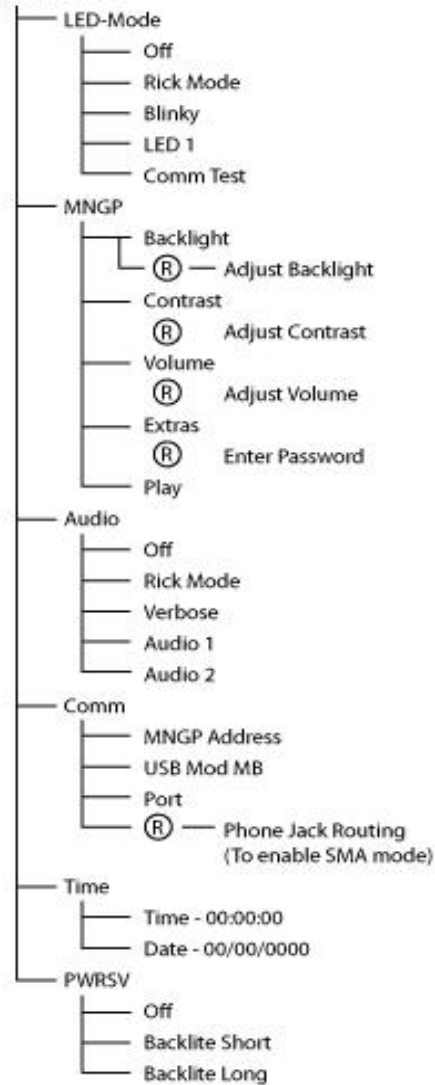 LED-Mode
Off
Rick Mode
Blinky
LED 1
Comm Test
MNGP
Backlight
Ⓡ Adjust Backlight
Contrast
Ⓡ Adjust Contrast
Volume
Ⓡ Adjust Volume
Extras
Ⓡ Enter Password
Play
Audio
Off
Rick Mode
Verbose
Audio 1
Audio 2
Comm
MNGP Address
USB Mod MB
Port
Ⓡ Phone Jack Routing
(To enable SMA mode)
Time
Time - 00:00:00
Date - 00/00/0000
PWRSV
Off
Backlite Short
Backlite Long